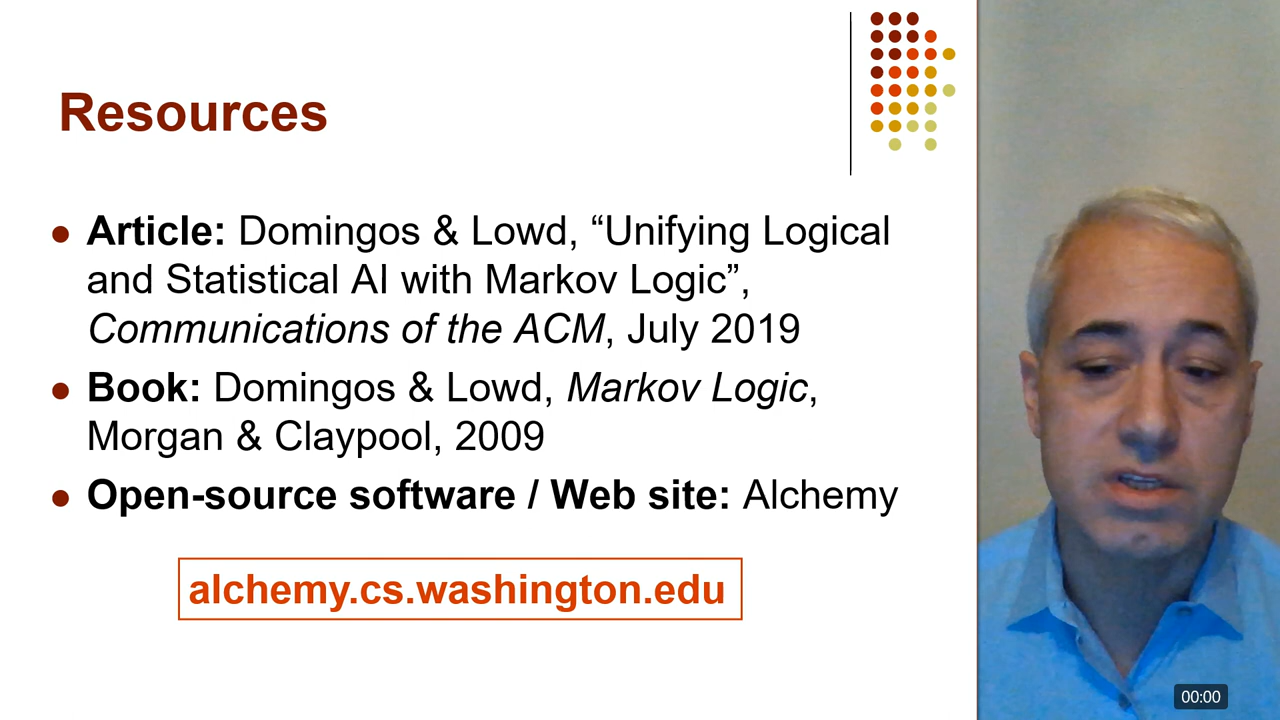 Resources
Article: Domingos & Lowd, “Unifying Logical
and Statistical AI with Markov Logic”,
Communications of the ACM, July 2019
Book: Domingos & Lowd, Markov Logic,
Morgan & Claypool, 2009
Open-source software / Web site: Alchemy
alchemy.cs.washington.edu
00:00